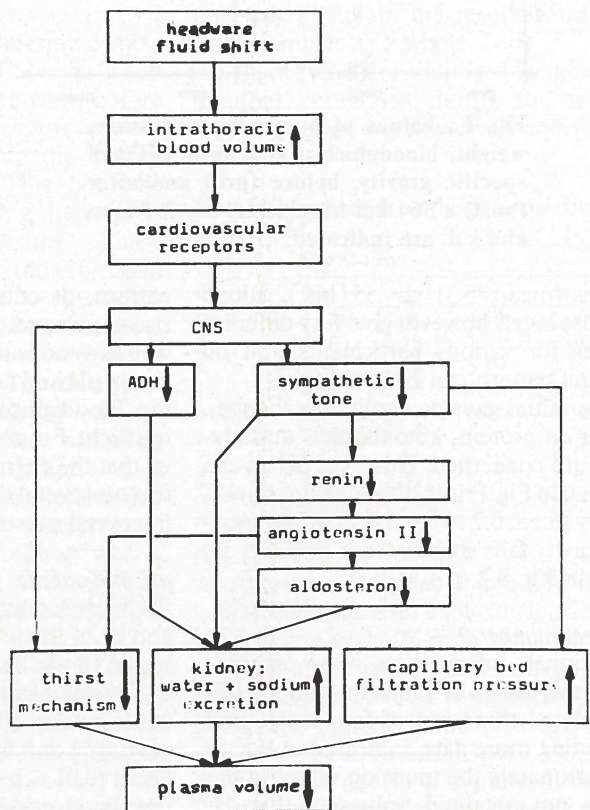 headware
fluid shift
intrathoracic
blood volume
cardiovascular
receptors
CNS
ADH
sympathetic
tone
renin
angiotensin II
aldosteron
thirst
mechanism
kidney:
water + sodium
excretion
capillary bed
filtration pressure
plasma volume